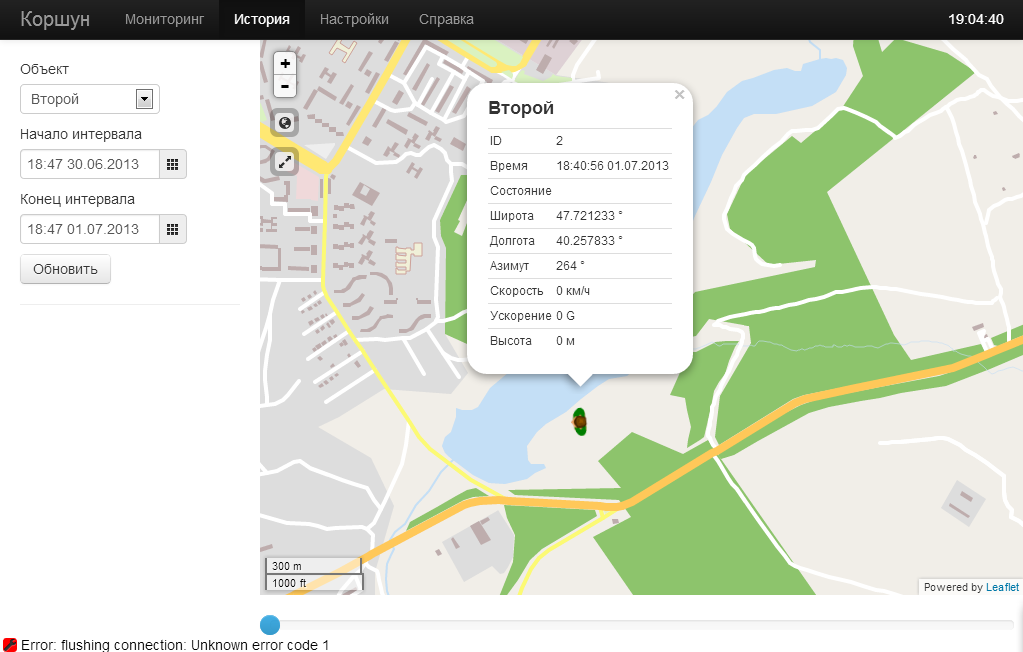 Коршун Мониторинг История Настройки Справка 19:04:40
Объект
Второй
Начало интервала
18:47 30.06.2013
Конец интервала
18:47 01.07.2013
Обновить
+
-
×
Второй
ID 2
Время 18:40:56 01.07.2013
Состояние
Широта 47.721233 °
Долгота 40.257833 °
Азимут 264 °
Скорость 0 км/ч
Ускорение 0 G
Высота 0 м
300 m
1000 ft
Powered by Leaflet
Error: flushing connection: Unknown error code 1